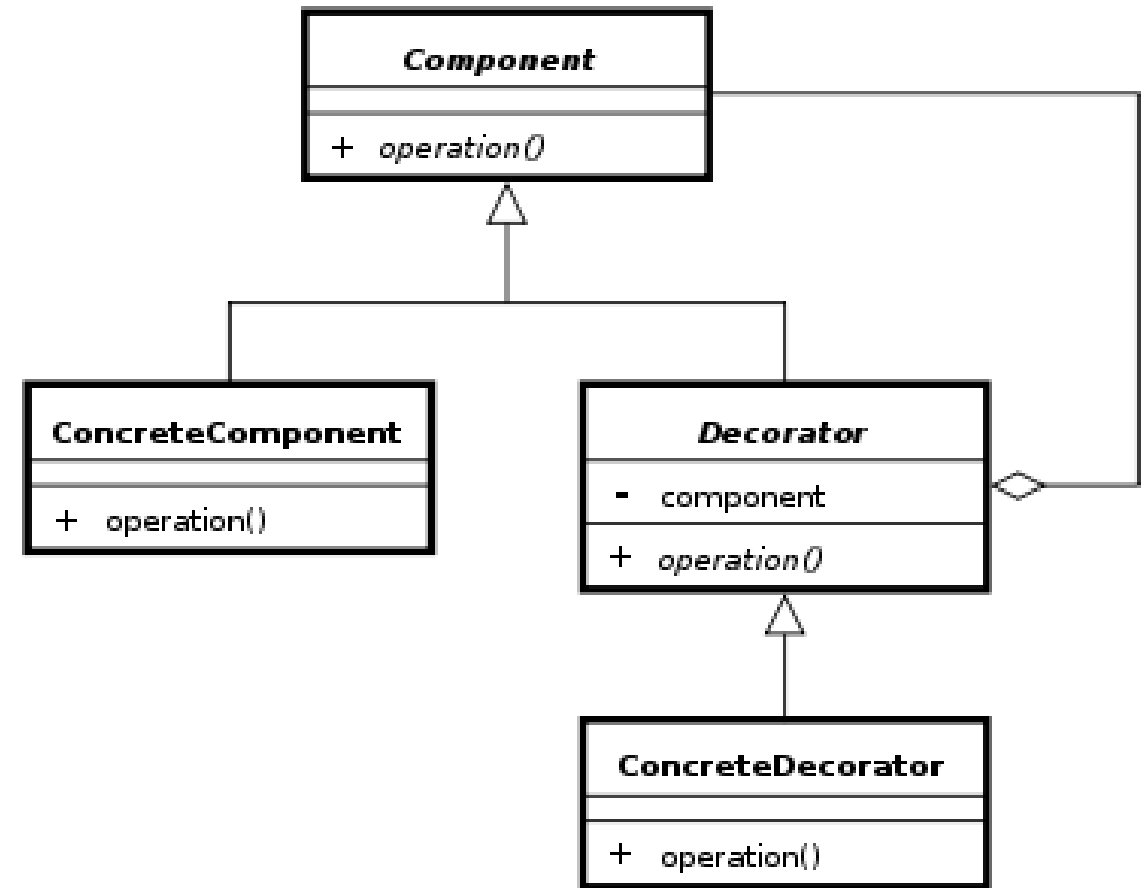 Component
+ operation()
ConcreteComponent
+ operation()
Decorator
- component
+ operation()
ConcreteDecorator
+ operation()